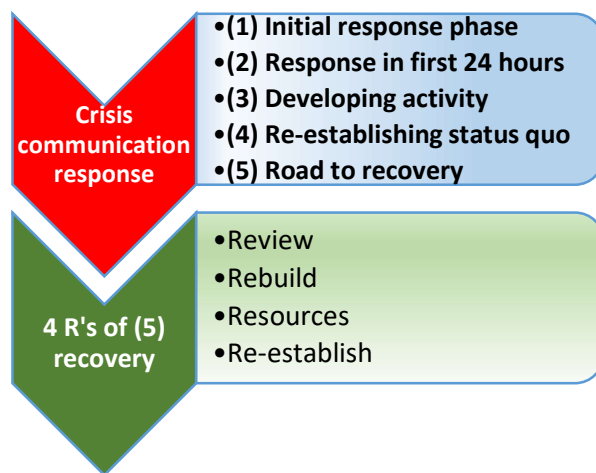 Crisis
communication
response
•(1) Initial response phase
•(2) Response in first 24 hours
•(3) Developing activity
•(4) Re-establishing status quo
•(5) Road to recovery
4 R's of (5)
recovery
•Review
•Rebuild
•Resources
•Re-establish